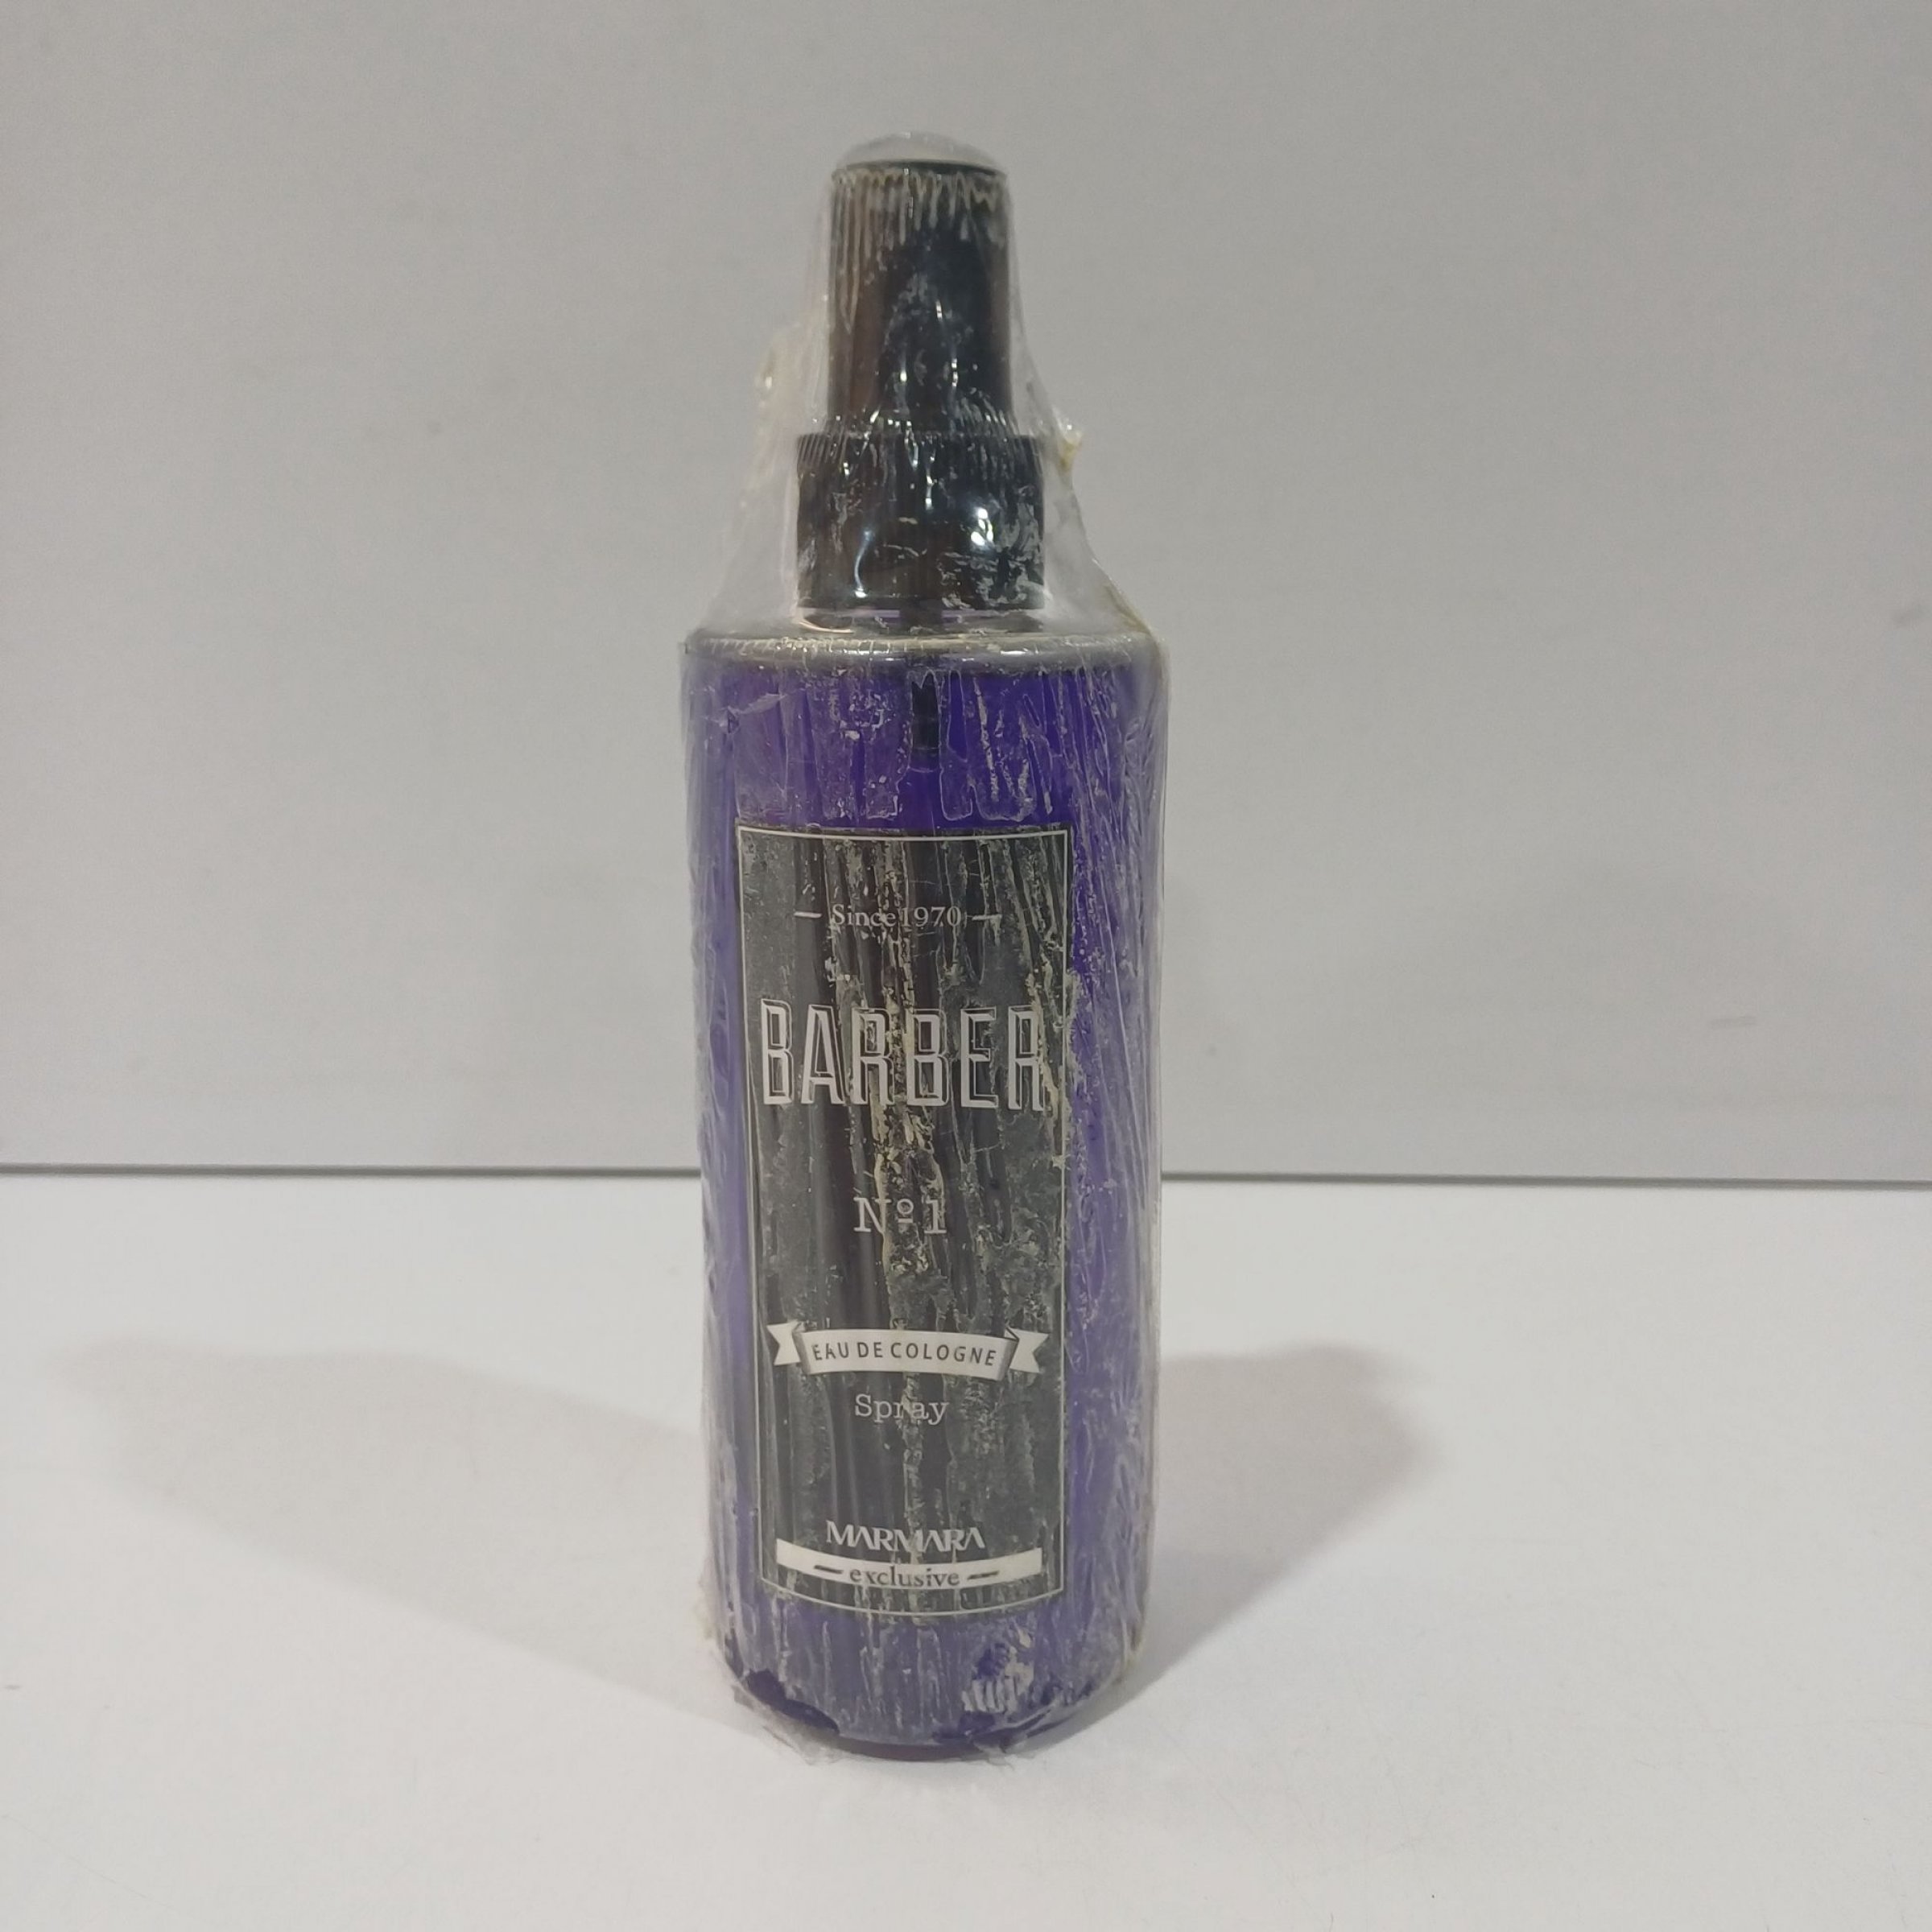 Since 1970
BARBER
Nº1
EAU DE COLOGNE
Spray
MARMARA
exclusive